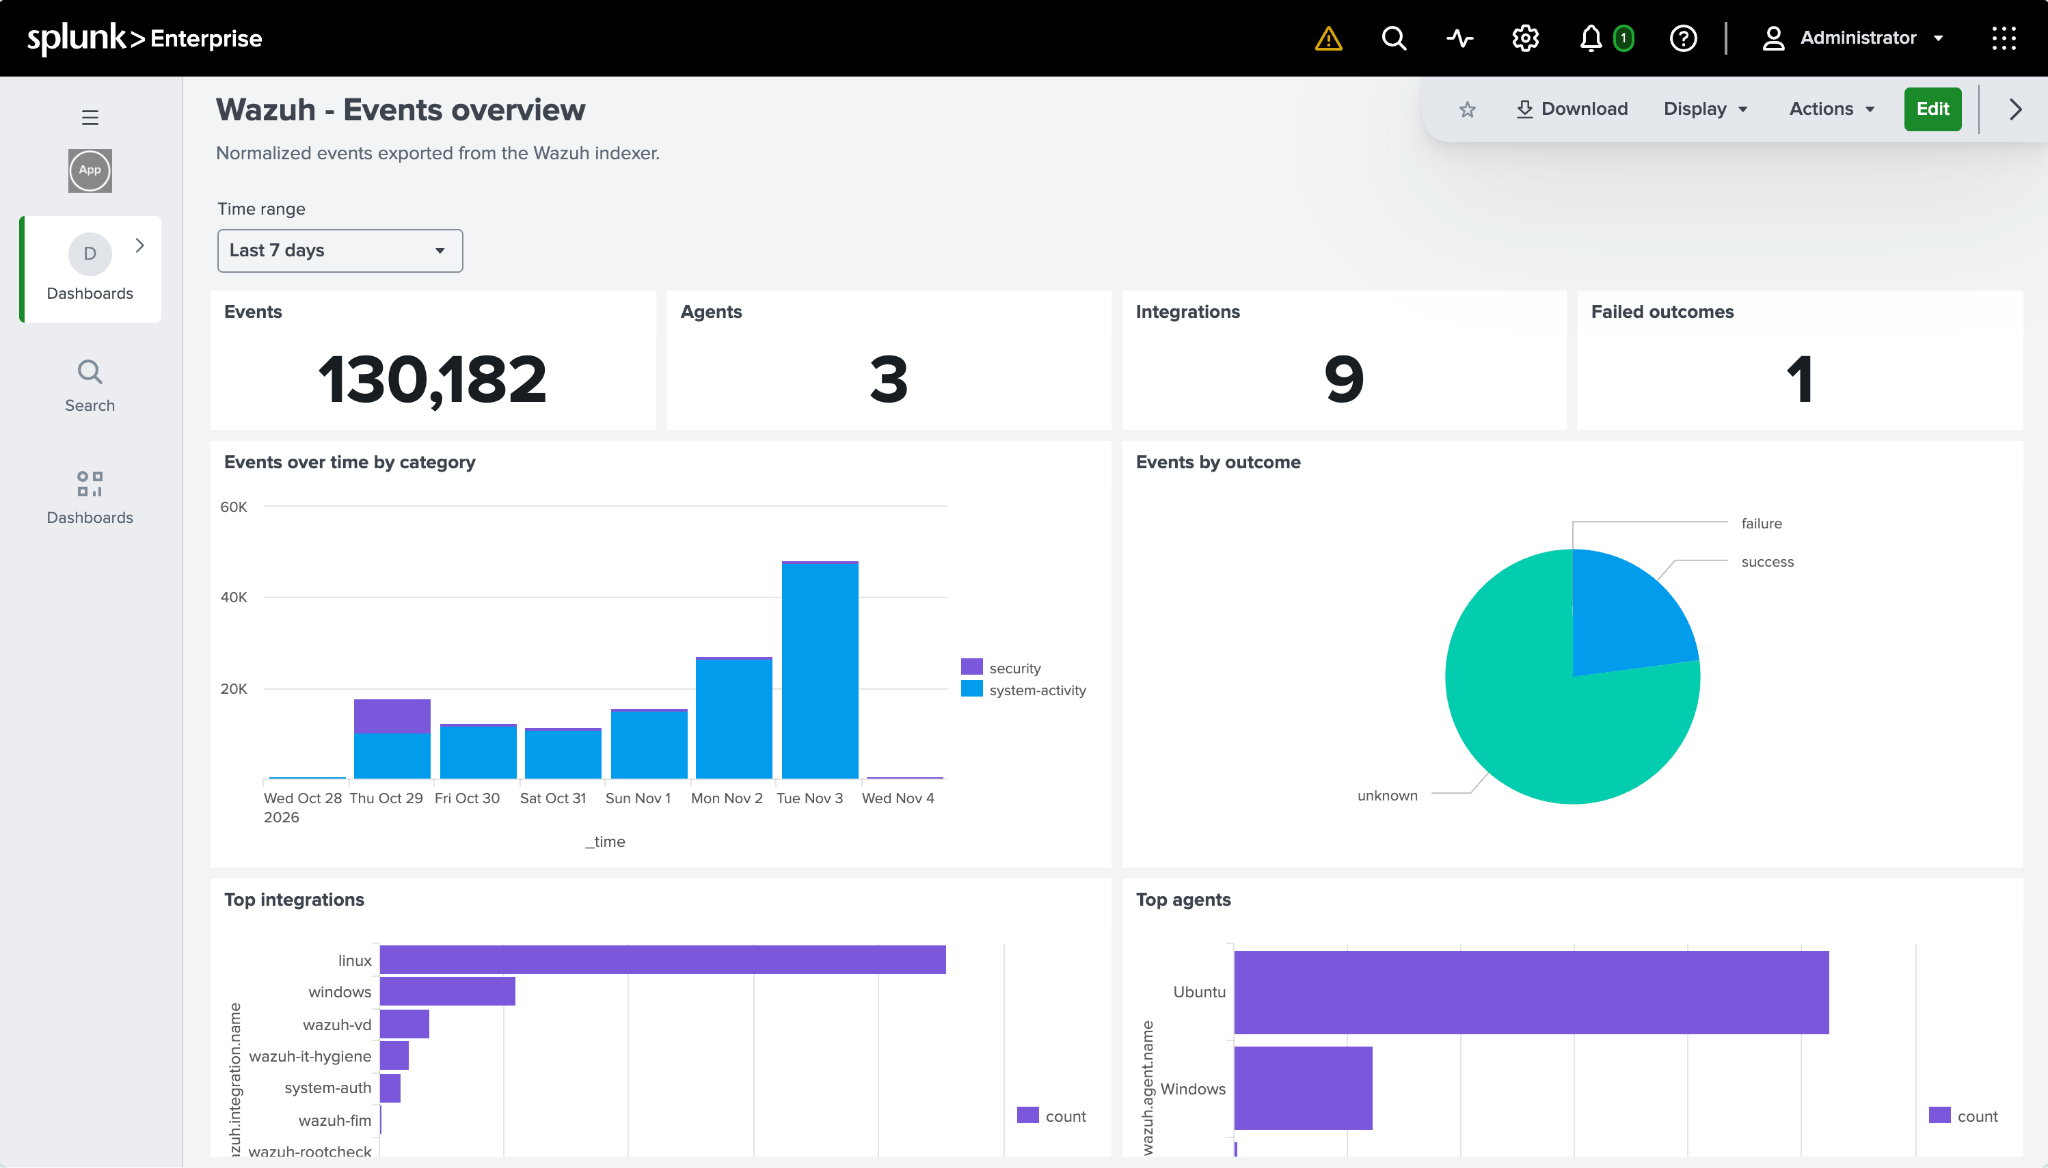 splunk> Enterprise
1
Administrator
Wazuh - Events overview
Download
Display
Actions
Edit
Normalized events exported from the Wazuh indexer.
App
D
Dashboards
Search
Dashboards
Time range
Last 7 days
Events
130,182
Agents
3
Integrations
9
Failed outcomes
1
Events over time by category
60K
40K
20K
Wed Oct 28
2026
Thu Oct 29
Fri Oct 30
Sat Oct 31
Sun Nov 1
Mon Nov 2
Tue Nov 3
Wed Nov 4
_time
security
system-activity
Events by outcome
failure
success
unknown
Top integrations
azuh.integration.name
linux
windows
wazuh-vd
wazuh-it-hygiene
system-auth
wazuh-fim
wazuh-rootcheck
count
Top agents
wazuh.agent.name
Ubuntu
Windows
count